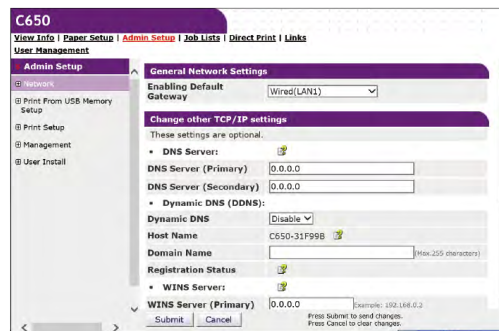 C650
View Info | Paper Setup | Admin Setup | Job Lists | Direct Print | Links
User Management
Admin Setup
Network
Print From USB Memory
Setup
Print Setup
Management
User Install
General Network Settings
Enabling Default
Gateway
Wired(LAN1)
Change other TCP/IP settings
These settings are optional.
DNS Server:
DNS Server (Primary) 0.0.0.0
DNS Server (Secondary) 0.0.0.0
Dynamic DNS (DDNS):
Dynamic DNS Disable
Host Name C650-31F99B
Domain Name (Max.255 characters)
Registration Status
WINS Server:
WINS Server (Primary) 0.0.0.0 Example: 192.168.0.2
Submit Cancel
Press Submit to send changes.
Press Cancel to clear changes.